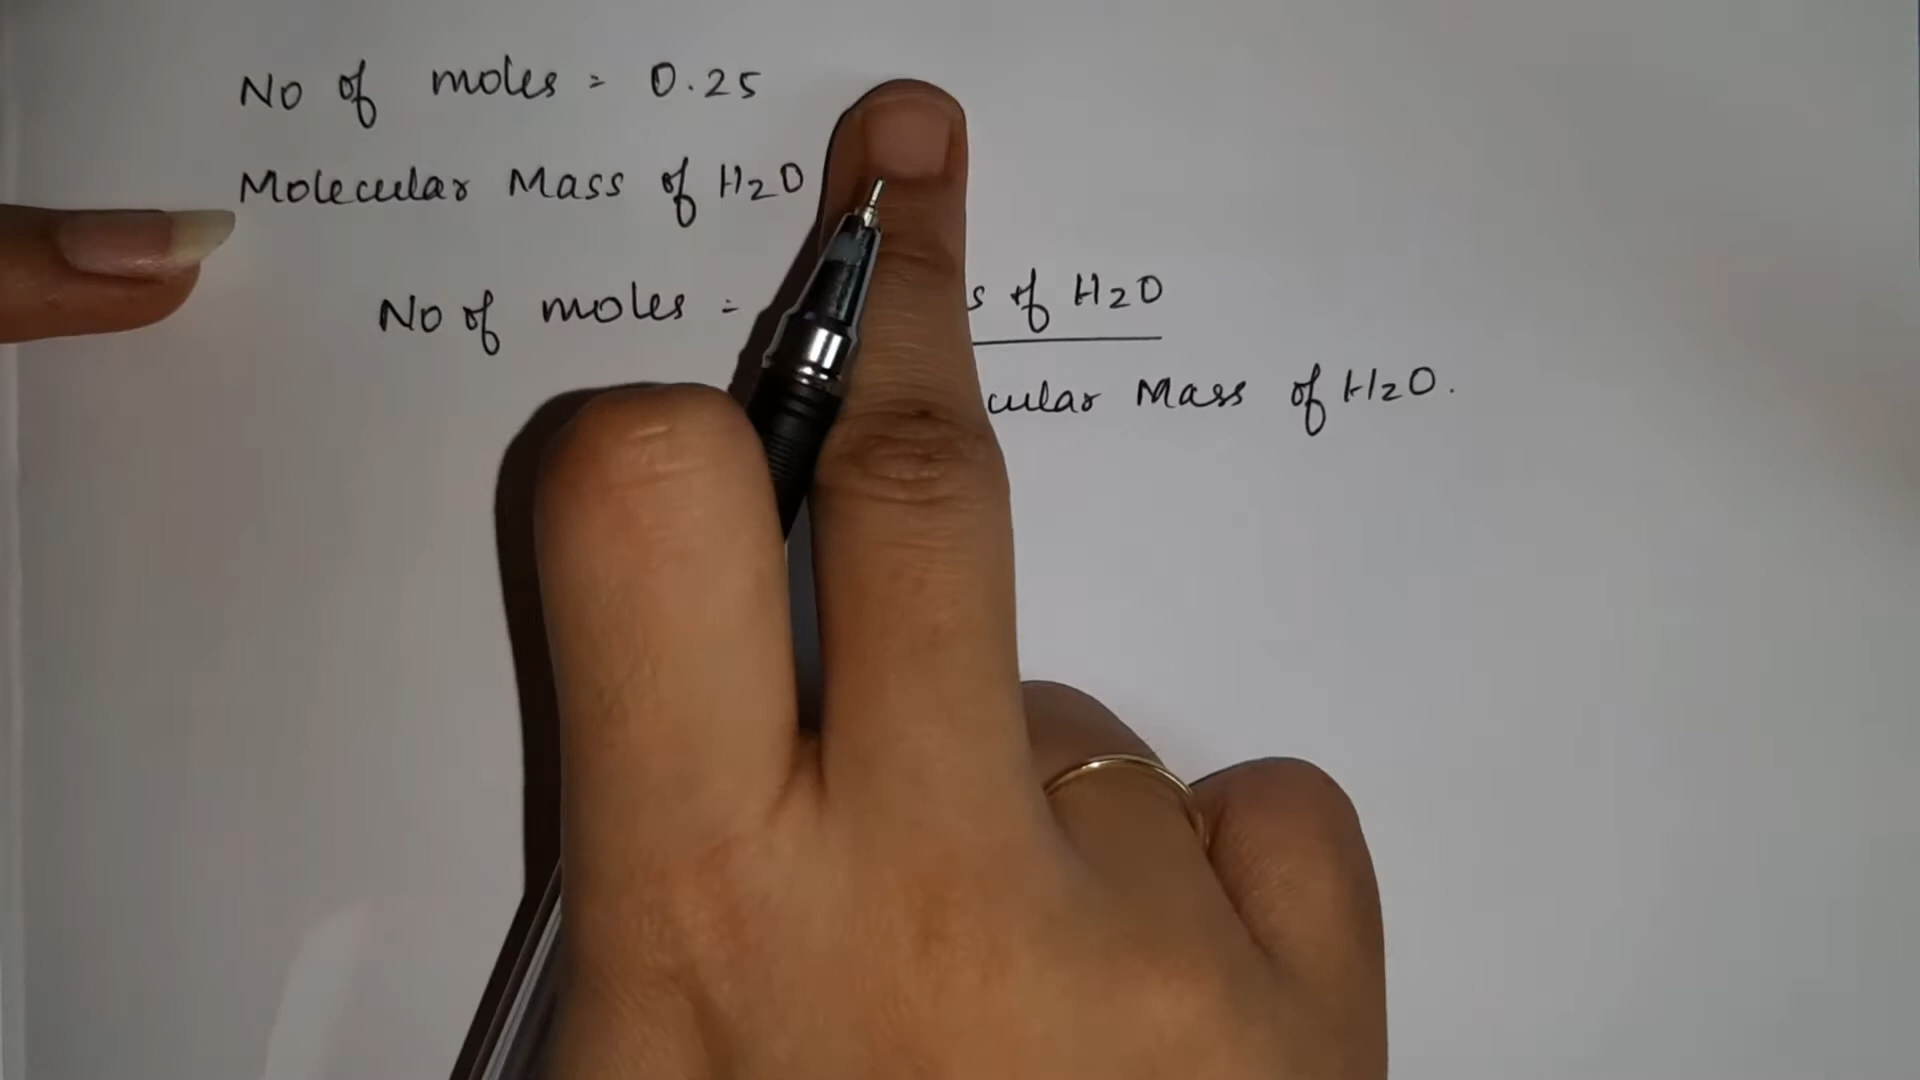 No of moles = 0.25
Molecular Mass of H2O
No of moles = s of H2O
cular Mass of H2O.